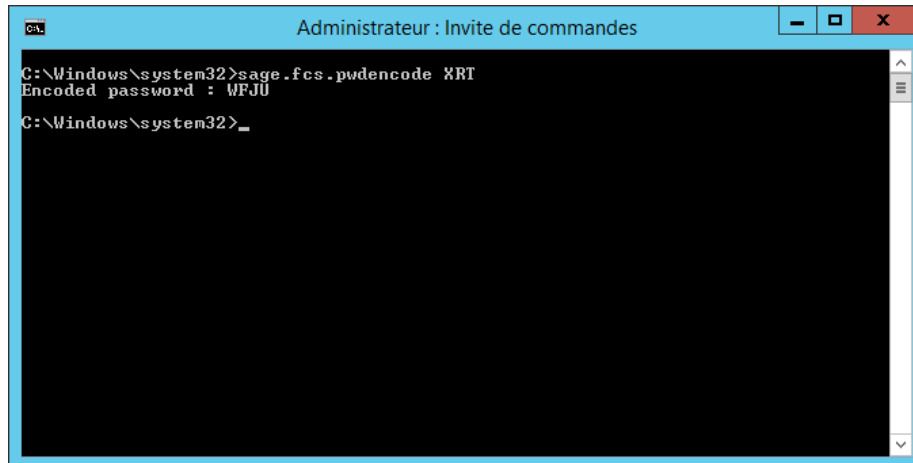 Administrateur : Invite de commandes
C:\Windows\system32>sage.fcs.pwdencode XRT
Encoded password : WFJU
C:\Windows\system32>_